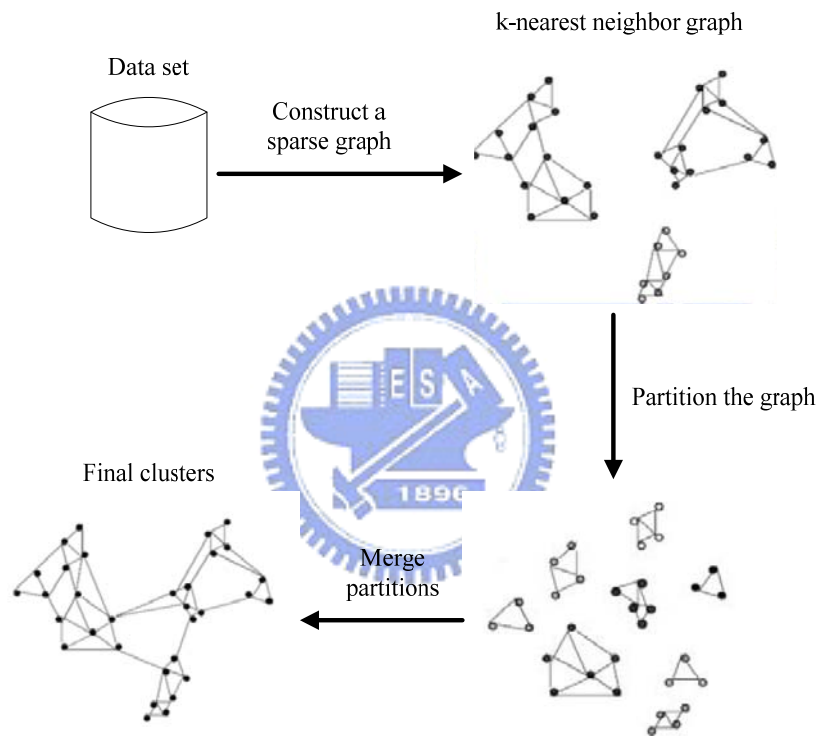 k-nearest neighbor graph
Data set
Construct a
sparse graph
Partition the graph
E S A
1896
Final clusters
Merge
partitions